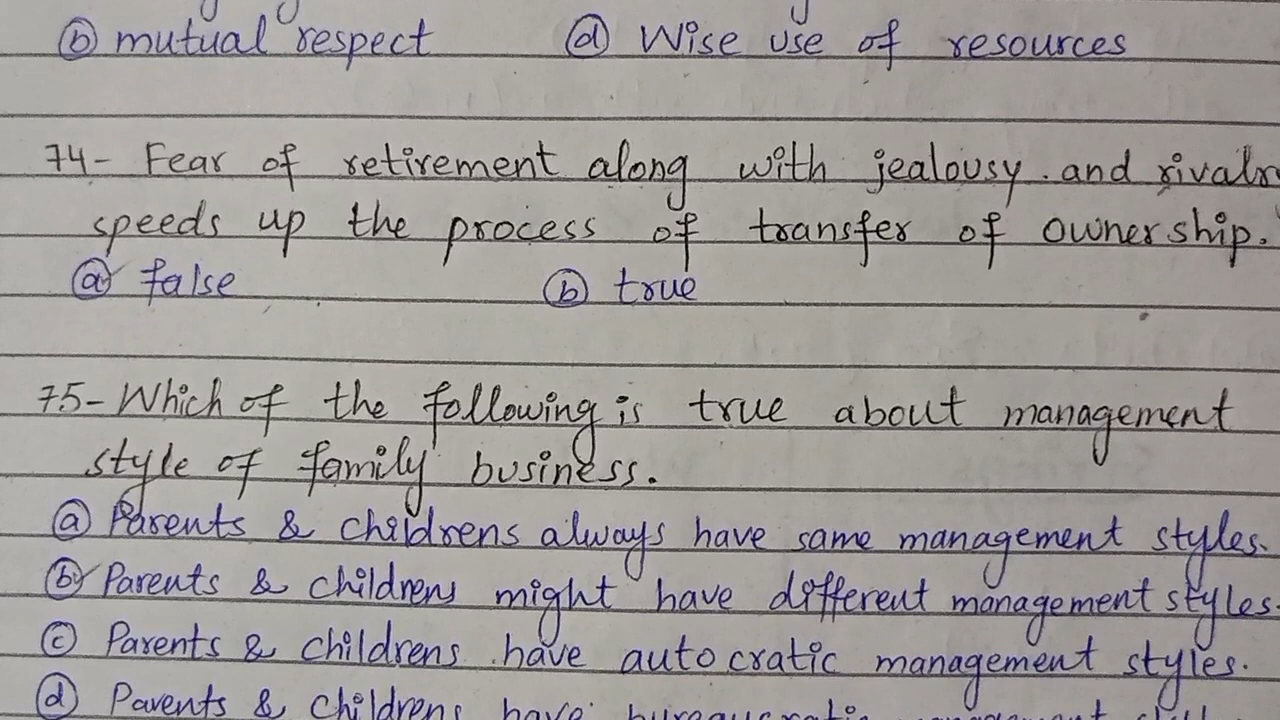 ⓑ mutual respect ⓓ Wise use of resources
74- Fear of retirement along with jealousy and rivalr
speeds up the process of transfer of ownership.
ⓐ false ⓑ true
75- Which of the following is true about management
style of family business.
ⓐ Parents & childrens always have same management styles.
ⓑ Parents & childrens might have different management styles.
ⓒ Parents & childrens have autocratic management styles.
ⓓ Parents & childrens have